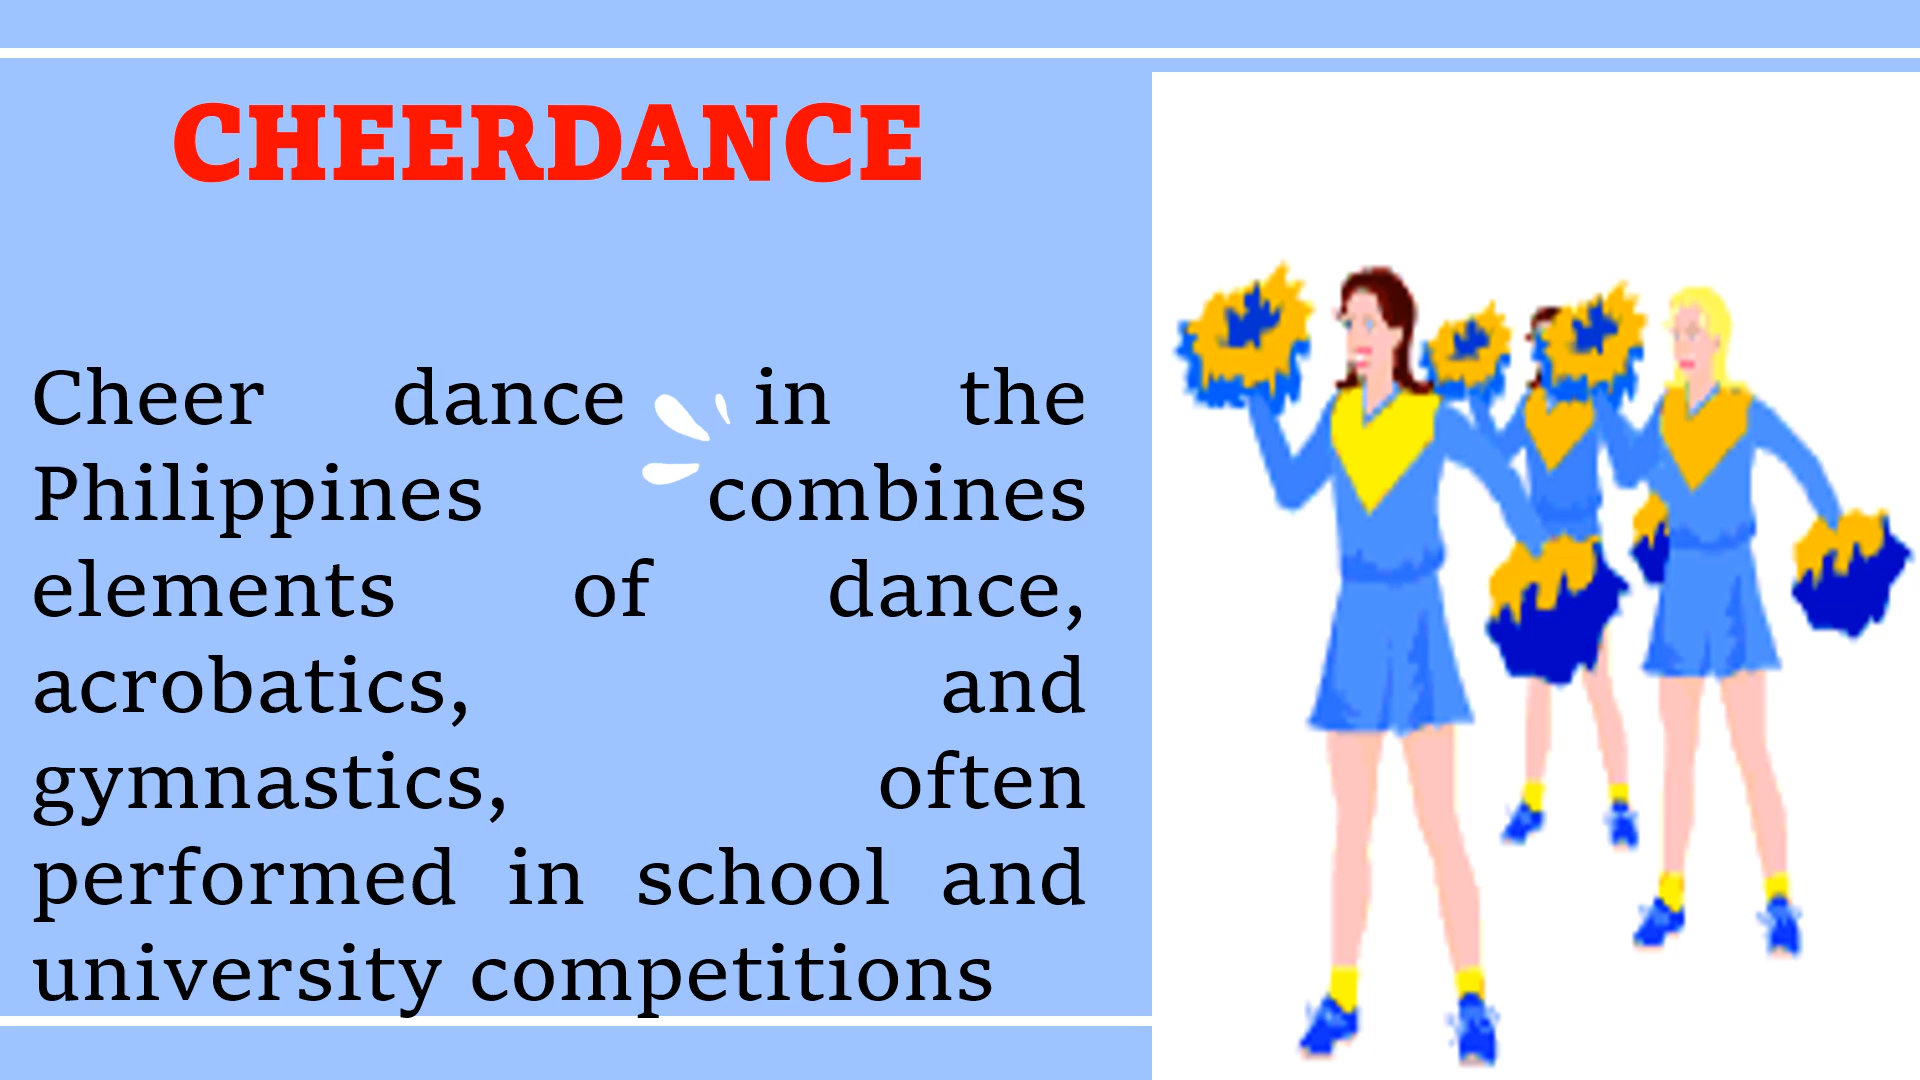 CHEERDANCE
Cheer dance in the
Philippines combines
elements of dance,
acrobatics, and
gymnastics, often
performed in school and
university competitions